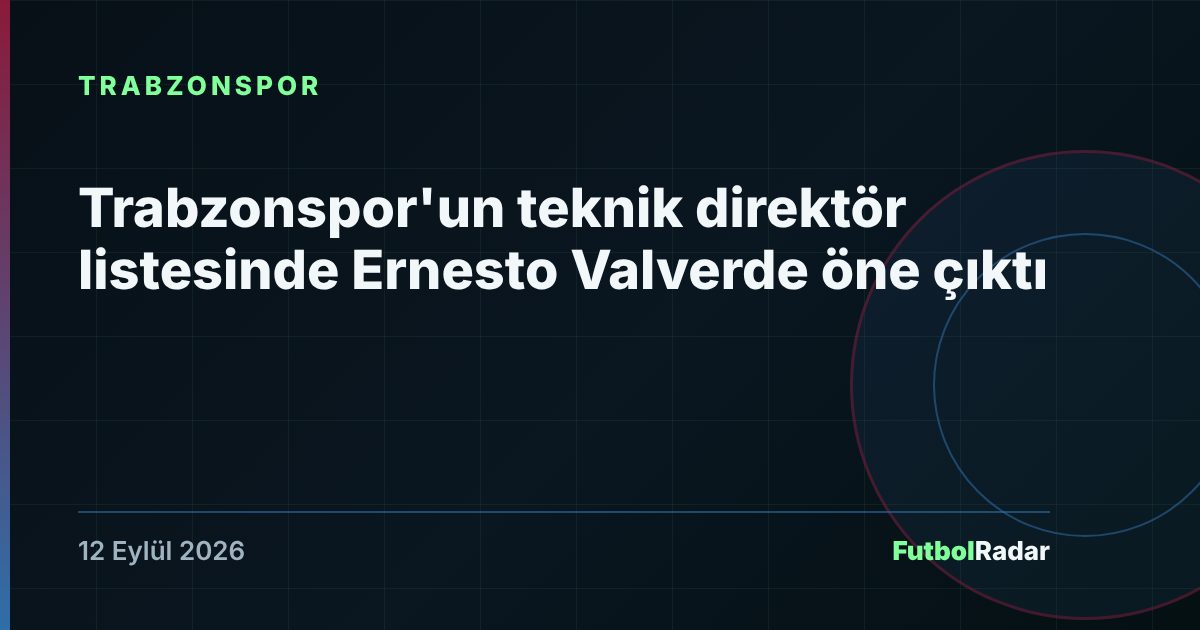 TRABZONSPOR
Trabzonspor'un teknik direktör
listesinde Ernesto Valverde öne çıktı
12 Eylül 2026
FutbolRadar